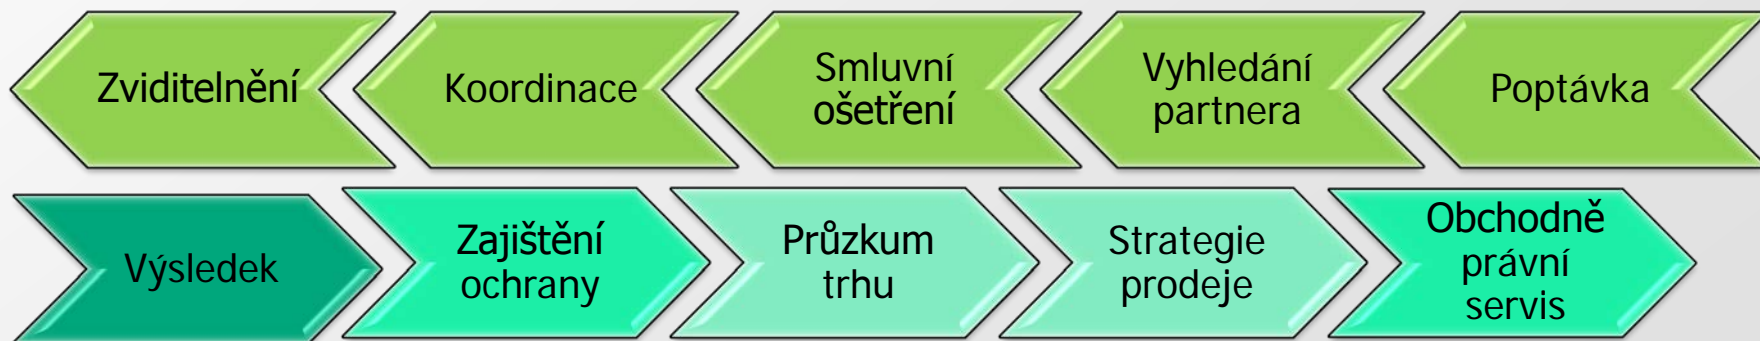 Zviditelnění
Koordinace
Smluvní
ošetření
Vyhledání
partnera
Poptávka
Výsledek
Zajištění
ochrany
Průzkum
trhu
Strategie
prodeje
Obchodně
právní
servis